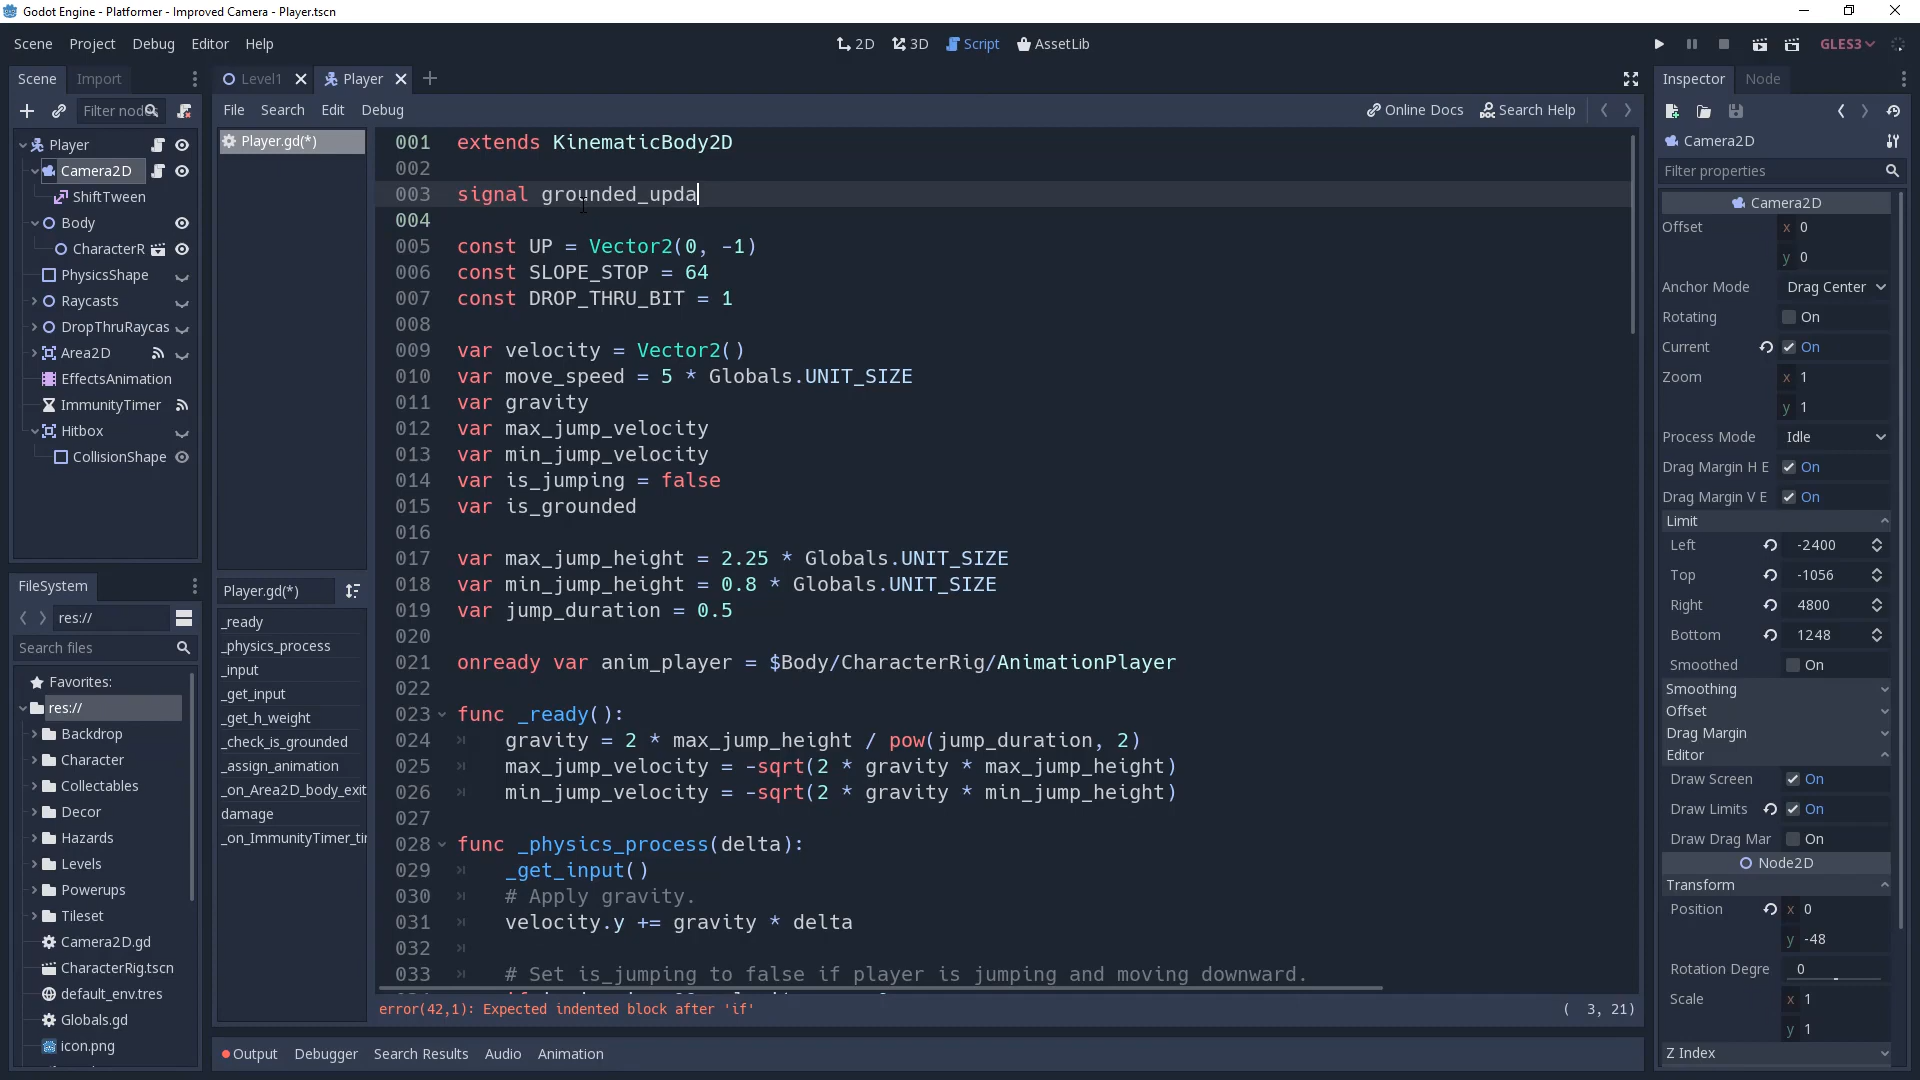 Godot Engine - Platformer - Improved Camera - Player.tscn
Scene Project Debug Editor Help
2D 3D Script AssetLib
GLES3
Scene Import
Filter nodes
Player
Camera2D
ShiftTween
Body
CharacterR
PhysicsShape
Raycasts
DropThruRaycas
Area2D
EffectsAnimation
ImmunityTimer
Hitbox
CollisionShape
FileSystem
res://
Search files
Favorites:
res://
Backdrop
Character
Collectables
Decor
Hazards
Levels
Powerups
Tileset
Camera2D.gd
CharacterRig.tscn
default_env.tres
Globals.gd
icon.png
Level1 Player
File Search Edit Debug
Online Docs Search Help
Player.gd(*)
Player.gd(*)
_ready
_physics_process
_input
_get_input
_get_h_weight
_check_is_grounded
_assign_animation
_on_Area2D_body_exit
damage
_on_ImmunityTimer_ti
001 extends KinematicBody2D
002
003 signal grounded_upda
004
005 const UP = Vector2(0, -1)
006 const SLOPE_STOP = 64
007 const DROP_THRU_BIT = 1
008
009 var velocity = Vector2()
010 var move_speed = 5 * Globals.UNIT_SIZE
011 var gravity
012 var max_jump_velocity
013 var min_jump_velocity
014 var is_jumping = false
015 var is_grounded
016
017 var max_jump_height = 2.25 * Globals.UNIT_SIZE
018 var min_jump_height = 0.8 * Globals.UNIT_SIZE
019 var jump_duration = 0.5
020
021 onready var anim_player = $Body/CharacterRig/AnimationPlayer
022
023 func _ready():
024 gravity = 2 * max_jump_height / pow(jump_duration, 2)
025 max_jump_velocity = -sqrt(2 * gravity * max_jump_height)
026 min_jump_velocity = -sqrt(2 * gravity * min_jump_height)
027
028 func _physics_process(delta):
029 _get_input()
030 # Apply gravity.
031 velocity.y += gravity * delta
032
033 # Set is_jumping to false if player is jumping and moving downward.
error(42,1): Expected indented block after 'if'
( 3, 21)
Output Debugger Search Results Audio Animation
Inspector Node
Camera2D
Filter properties
Camera2D
Offset x 0
y 0
Anchor Mode Drag Center
Rotating On
Current On
Zoom x 1
y 1
Process Mode Idle
Drag Margin H E On
Drag Margin V E On
Limit
Left -2400
Top -1056
Right 4800
Bottom 1248
Smoothed On
Smoothing
Offset
Drag Margin
Editor
Draw Screen On
Draw Limits On
Draw Drag Mar On
Node2D
Transform
Position x 0
y -48
Rotation Degre 0
Scale x 1
y 1
Z Index